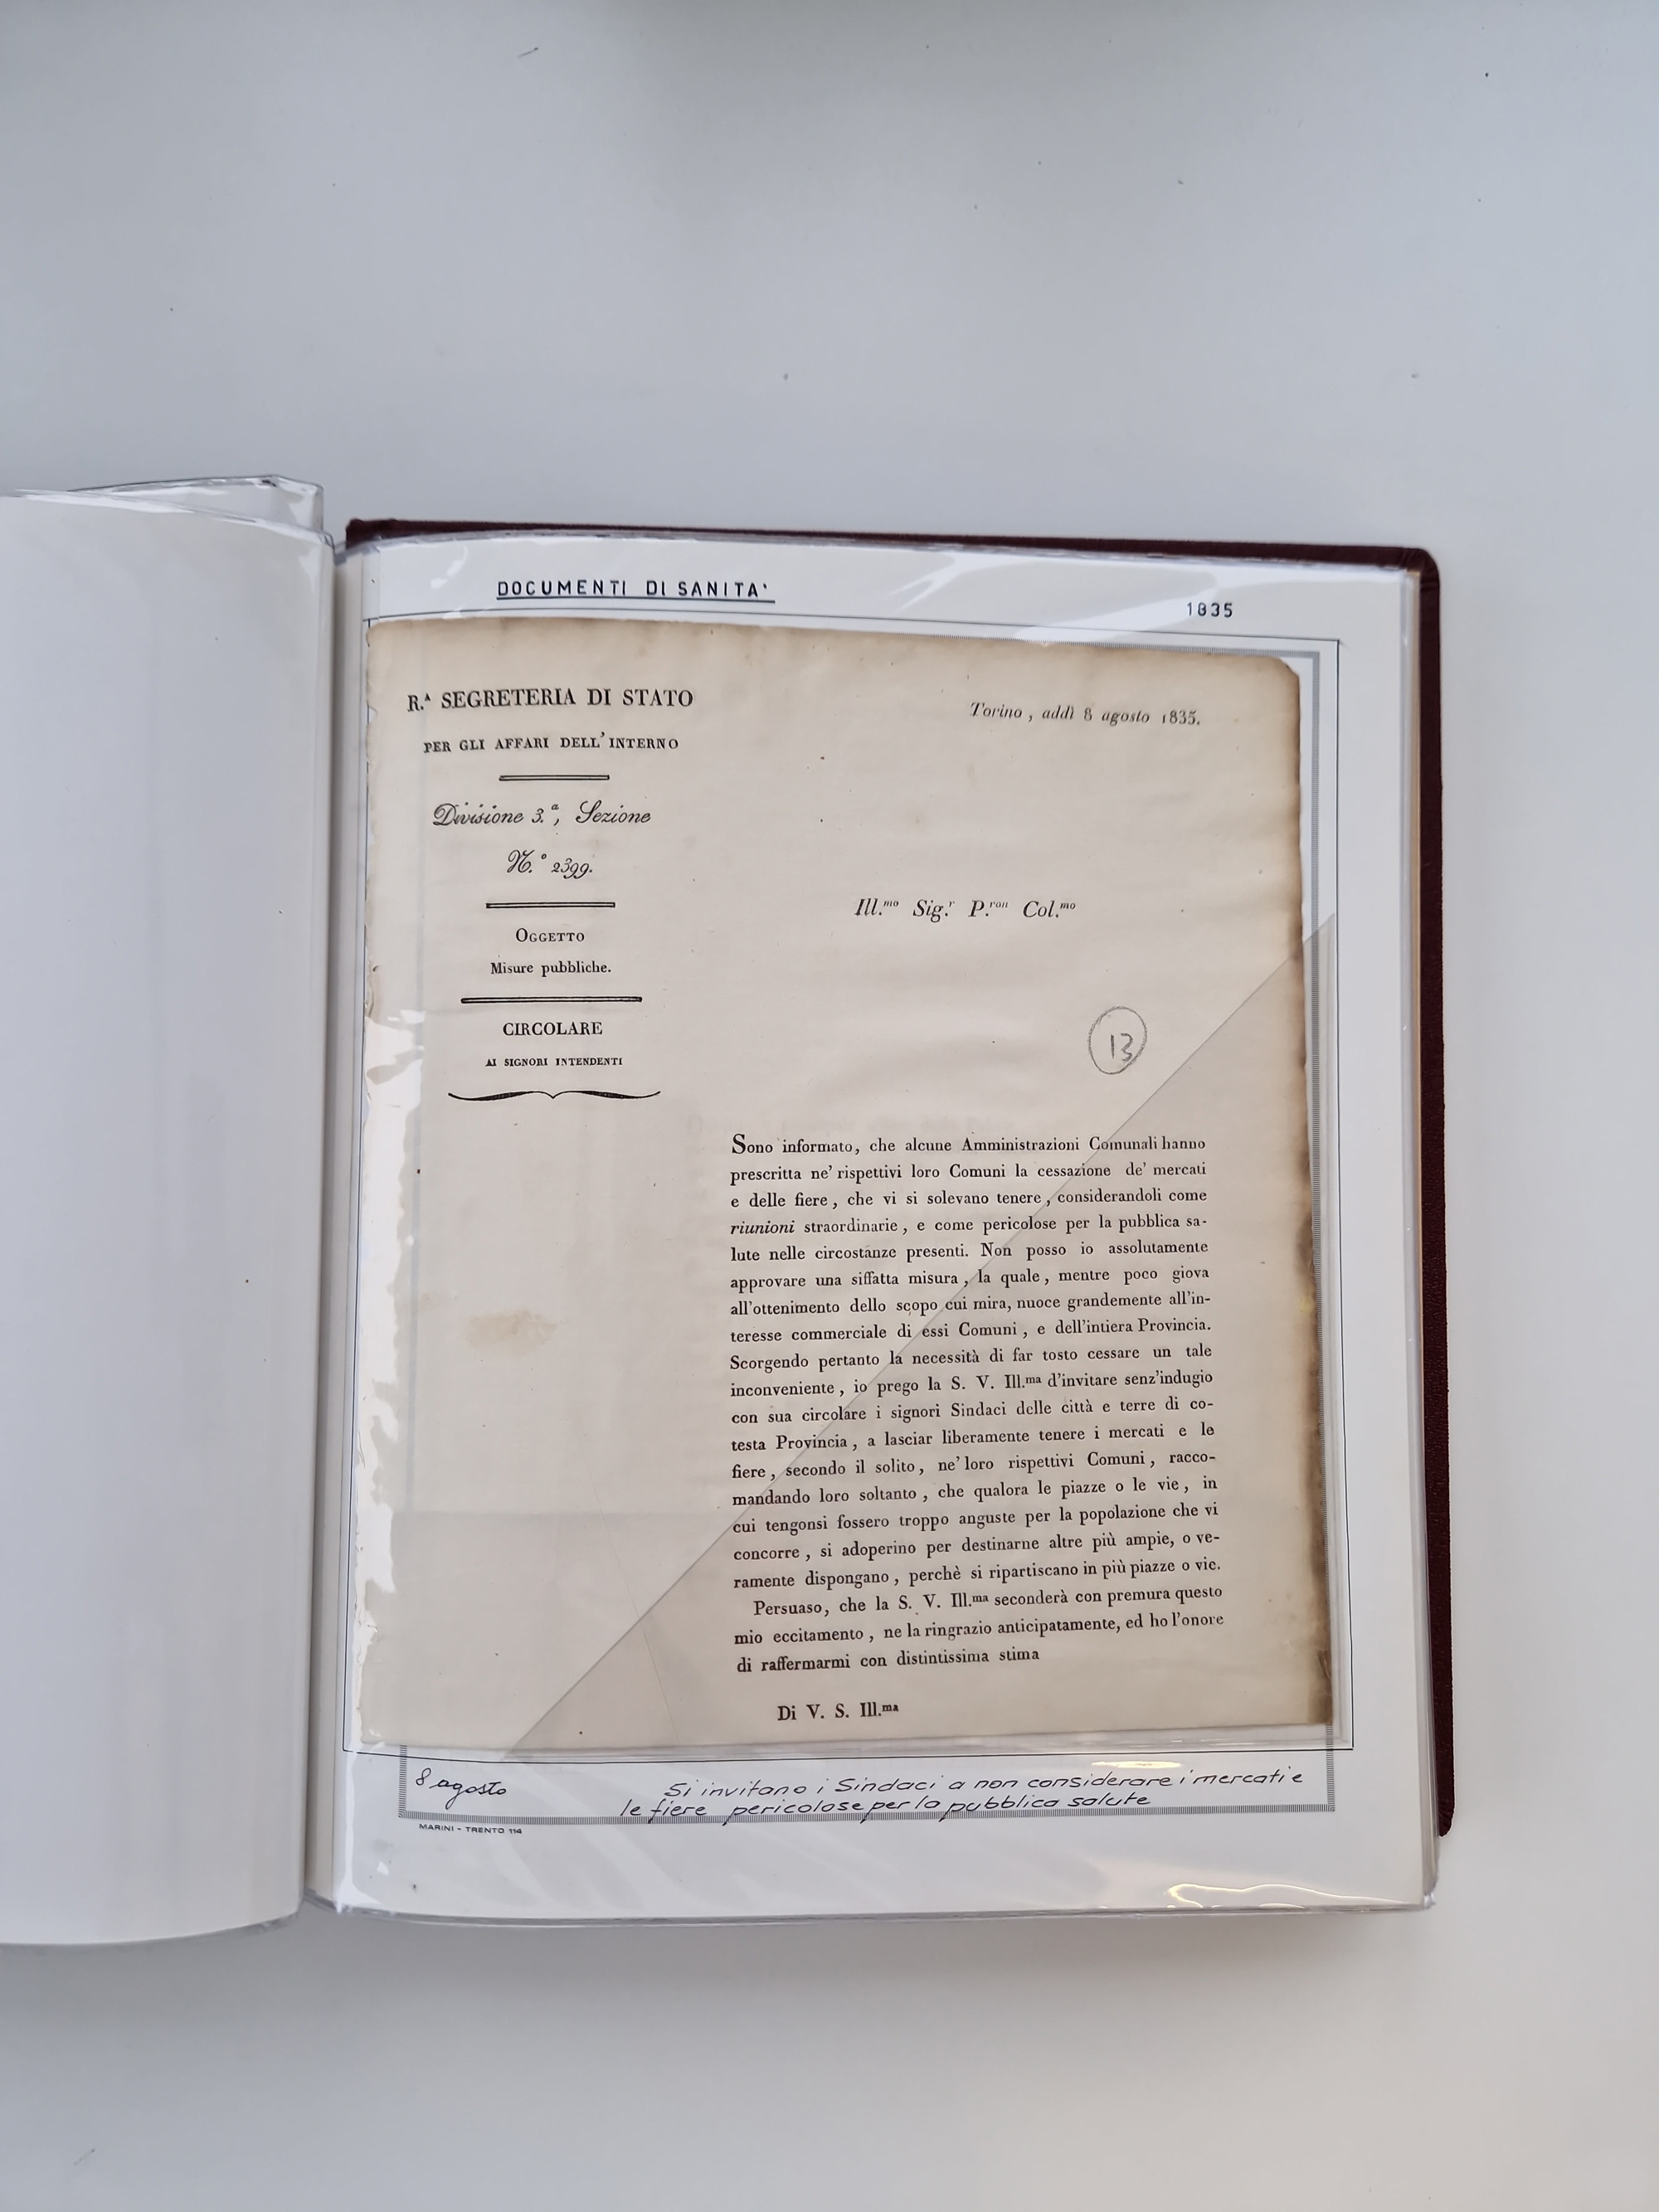 DOCUMENTI DI SANITA'
1835
R.ᴬ SEGRETERIA DI STATO
PER GLI AFFARI DELL'INTERNO
Divisione 3.ª, Sezione
N.° 2399.
OGGETTO
Misure pubbliche.
CIRCOLARE
AI SIGNORI INTENDENTI
Torino, addì 8 agosto 1835.
Ill.ᵐᵒ Sig.ʳ P.ʳᵒⁿ Col.ᵐᵒ
13
Sono informato, che alcune Amministrazioni Comunali hanno
prescritta ne' rispettivi loro Comuni la cessazione de' mercati
e delle fiere, che vi si solevano tenere, considerandoli come
riunioni straordinarie, e come pericolose per la pubblica sa-
lute nelle circostanze presenti. Non posso io assolutamente
approvare una siffatta misura, la quale, mentre poco giova
all'ottenimento dello scopo cui mira, nuoce grandemente all'in-
teresse commerciale di essi Comuni, e dell'intiera Provincia.
Scorgendo pertanto la necessità di far tosto cessare un tale
inconveniente, io prego la S. V. Ill.ᵐᵃ d'invitare senz'indugio
con sua circolare i signori Sindaci delle città e terre di co-
testa Provincia, a lasciar liberamente tenere i mercati e le
fiere, secondo il solito, ne' loro rispettivi Comuni, racco-
mandando loro soltanto, che qualora le piazze o le vie, in
cui tengonsi fossero troppo anguste per la popolazione che vi
concorre, si adoperino per destinarne altre più ampie, o ve-
ramente dispongano, perchè si ripartiscano in più piazze o vie.
Persuaso, che la S. V. Ill.ᵐᵃ seconderà con premura questo
mio eccitamento, ne la ringrazio anticipatamente, ed ho l'onore
di raffermarmi con distintissima stima
Di V. S. Ill.ᵐᵃ
8 agosto
Si invitano i Sindaci a non considerare i mercati e
le fiere pericolose per la pubblica salute
MARINI - TRENTO 114